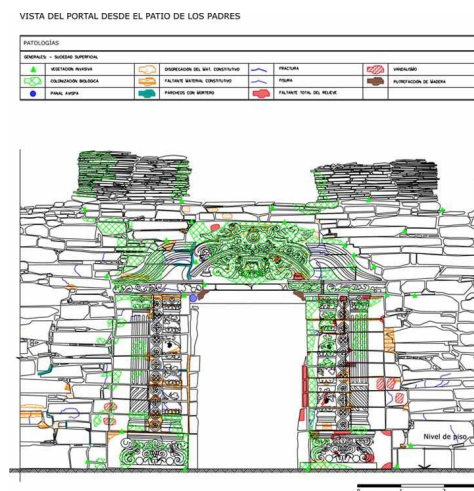 VISTA DEL PORTAL DESDE EL PATIO DE LOS PADRES
PATOLOGÍAS
GENERALES: - SUCIEDAD SUPERFICIAL
VEGETACION INVASIVA
DISGREGACIÓN DEL MAT. CONSTITUTIVO
FRACTURA
VANDALISMO
COLONIZACIÓN BIOLOGICA
FALTANTE MATERIAL CONSTITUTIVO
FISURA
PUTREFACCION DE MADERA
PANAL AVISPA
PARCHEOS CON MORTERO
FALTANTE TOTAL DEL RELIEVE
Nivel de piso